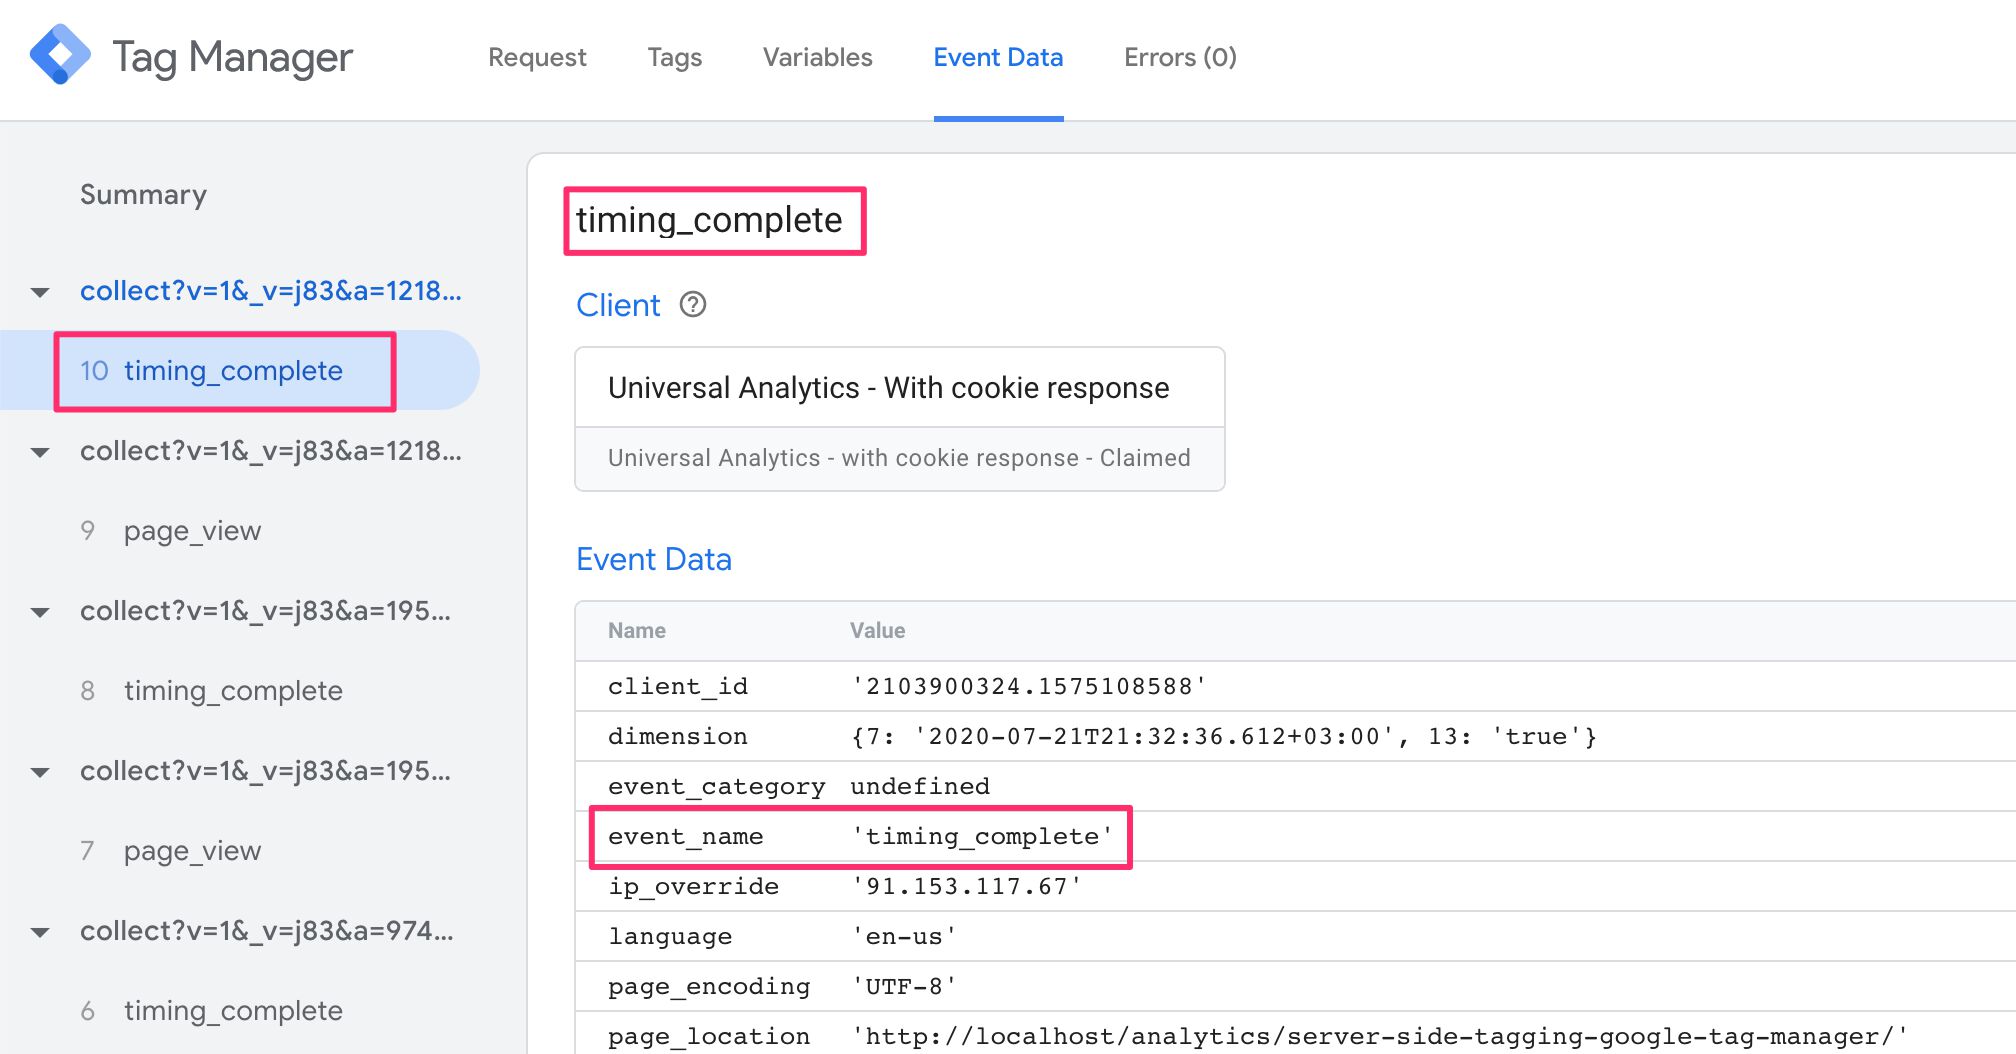 Tag Manager
Request Tags Variables Event Data Errors (0)
Summary
collect?v=1&_v=j83&a=1218...
10 timing_complete
collect?v=1&_v=j83&a=1218...
9 page_view
collect?v=1&_v=j83&a=195...
8 timing_complete
collect?v=1&_v=j83&a=195...
7 page_view
collect?v=1&_v=j83&a=974...
6 timing_complete
timing_complete
Client ?
Universal Analytics - With cookie response
Universal Analytics - with cookie response - Claimed
Event Data
Name Value
client_id '2103900324.1575108588'
dimension {7: '2020-07-21T21:32:36.612+03:00', 13: 'true'}
event_category undefined
event_name 'timing_complete'
ip_override '91.153.117.67'
language 'en-us'
page_encoding 'UTF-8'
page_location 'http://localhost/analytics/server-side-tagging-google-tag-manager/'